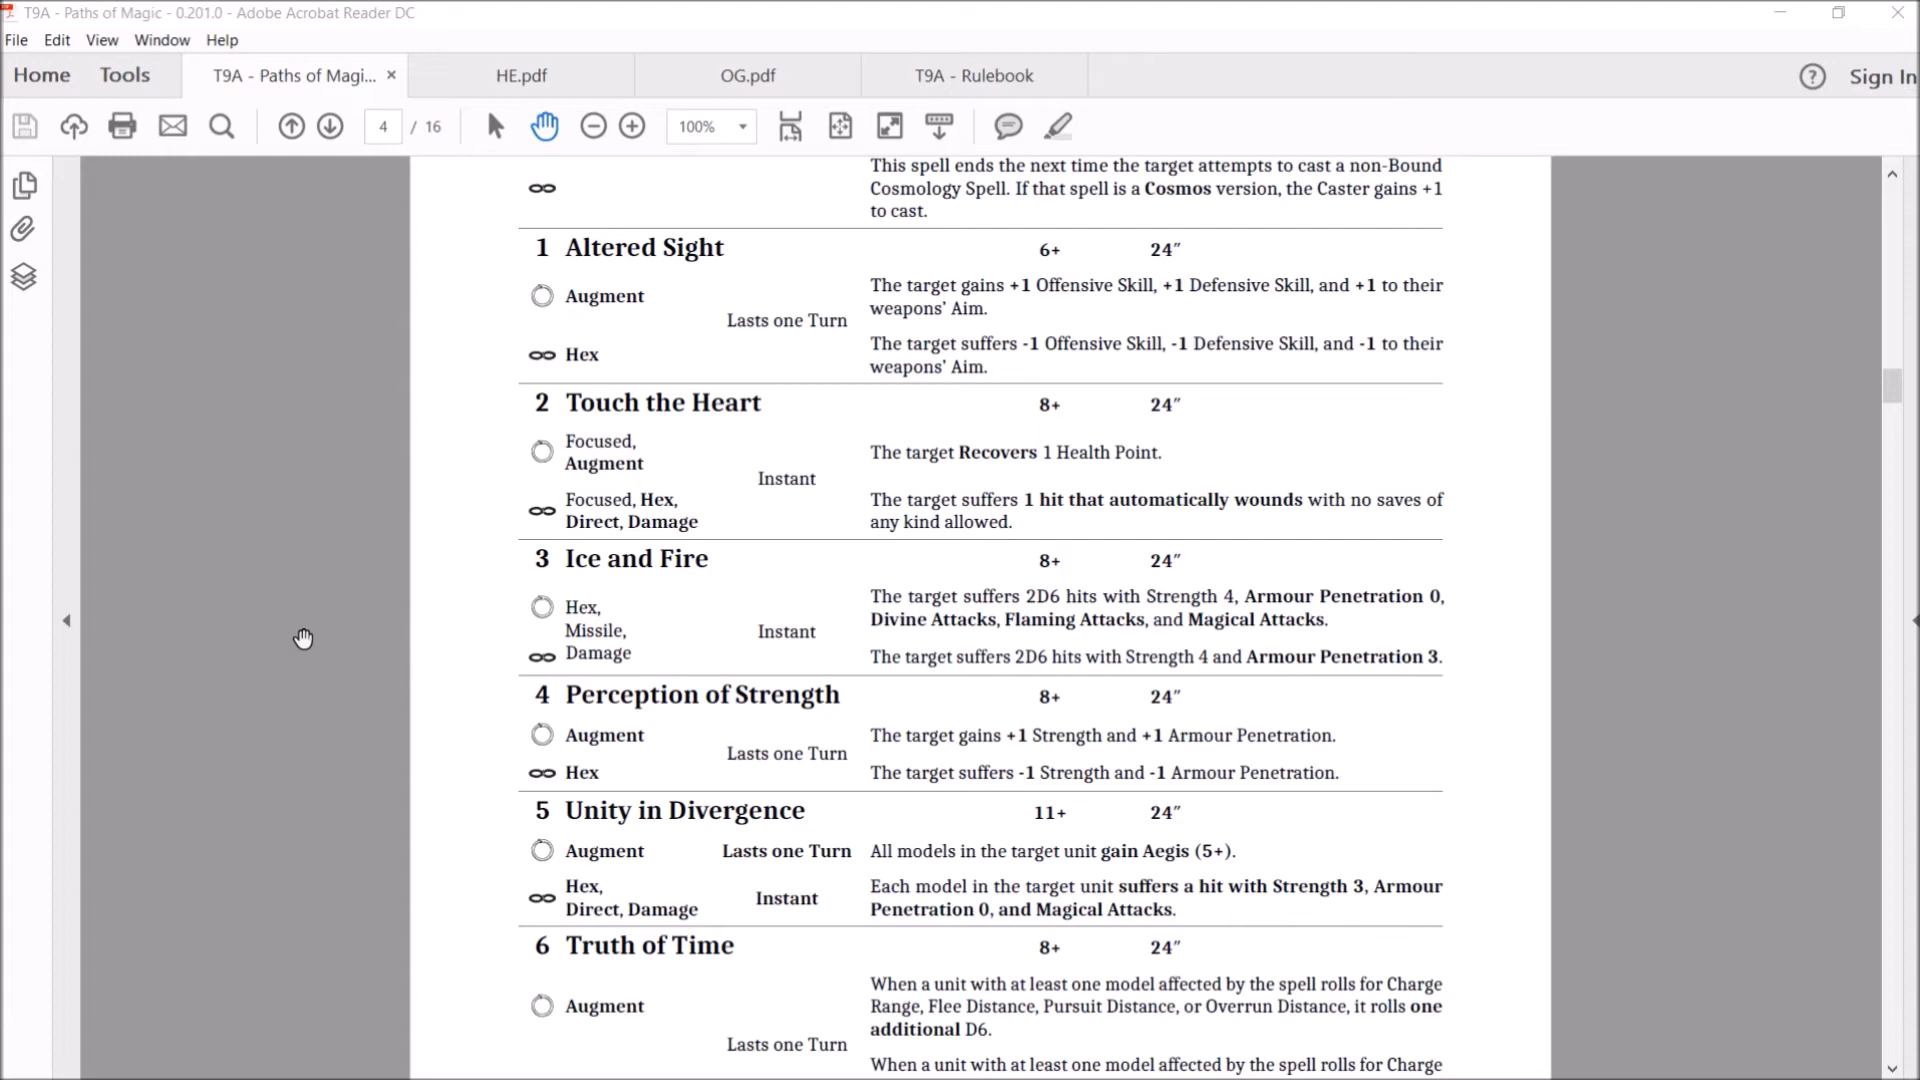 T9A - Paths of Magic - 0.201.0 - Adobe Acrobat Reader DC
File Edit View Window Help
Home Tools T9A - Paths of Magi... × HE.pdf OG.pdf T9A - Rulebook ? Sign In
4 / 16 100%
This spell ends the next time the target attempts to cast a non-Bound
Cosmology Spell. If that spell is a Cosmos version, the Caster gains +1
to cast.
1 Altered Sight 6+ 24″
Augment
Lasts one Turn
The target gains +1 Offensive Skill, +1 Defensive Skill, and +1 to their
weapons’ Aim.
Hex
The target suffers -1 Offensive Skill, -1 Defensive Skill, and -1 to their
weapons’ Aim.
2 Touch the Heart 8+ 24″
Focused,
Augment
Instant
The target Recovers 1 Health Point.
Focused, Hex,
Direct, Damage
The target suffers 1 hit that automatically wounds with no saves of
any kind allowed.
3 Ice and Fire 8+ 24″
Hex,
Missile,
Damage
Instant
The target suffers 2D6 hits with Strength 4, Armour Penetration 0,
Divine Attacks, Flaming Attacks, and Magical Attacks.
The target suffers 2D6 hits with Strength 4 and Armour Penetration 3.
4 Perception of Strength 8+ 24″
Augment
Lasts one Turn
The target gains +1 Strength and +1 Armour Penetration.
Hex
The target suffers -1 Strength and -1 Armour Penetration.
5 Unity in Divergence 11+ 24″
Augment Lasts one Turn All models in the target unit gain Aegis (5+).
Hex,
Direct, Damage
Instant
Each model in the target unit suffers a hit with Strength 3, Armour
Penetration 0, and Magical Attacks.
6 Truth of Time 8+ 24″
Augment
Lasts one Turn
When a unit with at least one model affected by the spell rolls for Charge
Range, Flee Distance, Pursuit Distance, or Overrun Distance, it rolls one
additional D6.
When a unit with at least one model affected by the spell rolls for Charge